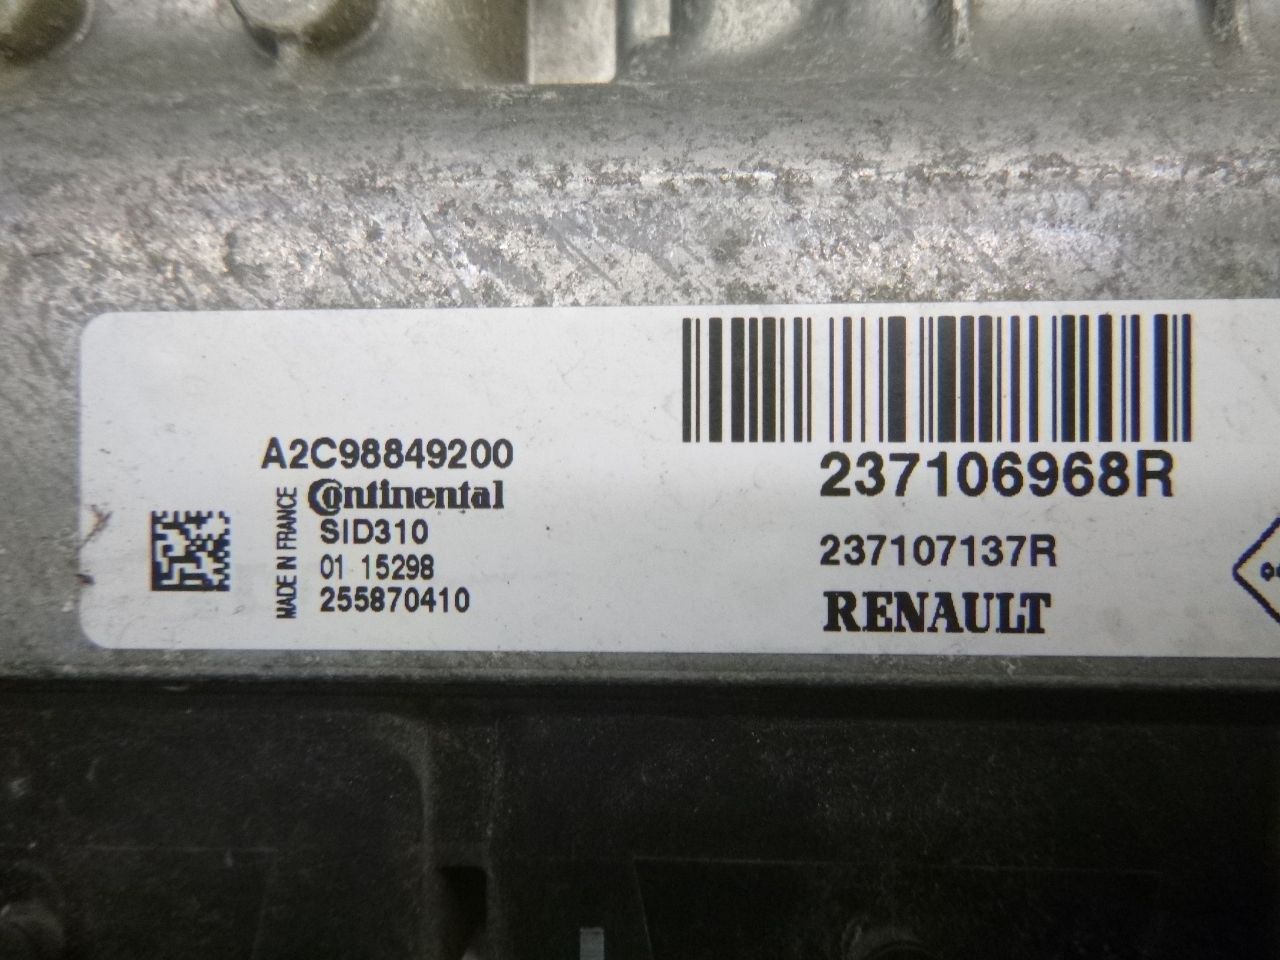 A2C98849200
Continental
MADE IN FRANCE
SID310
01 15298
255870410
237106968R
237107137R
RENAULT